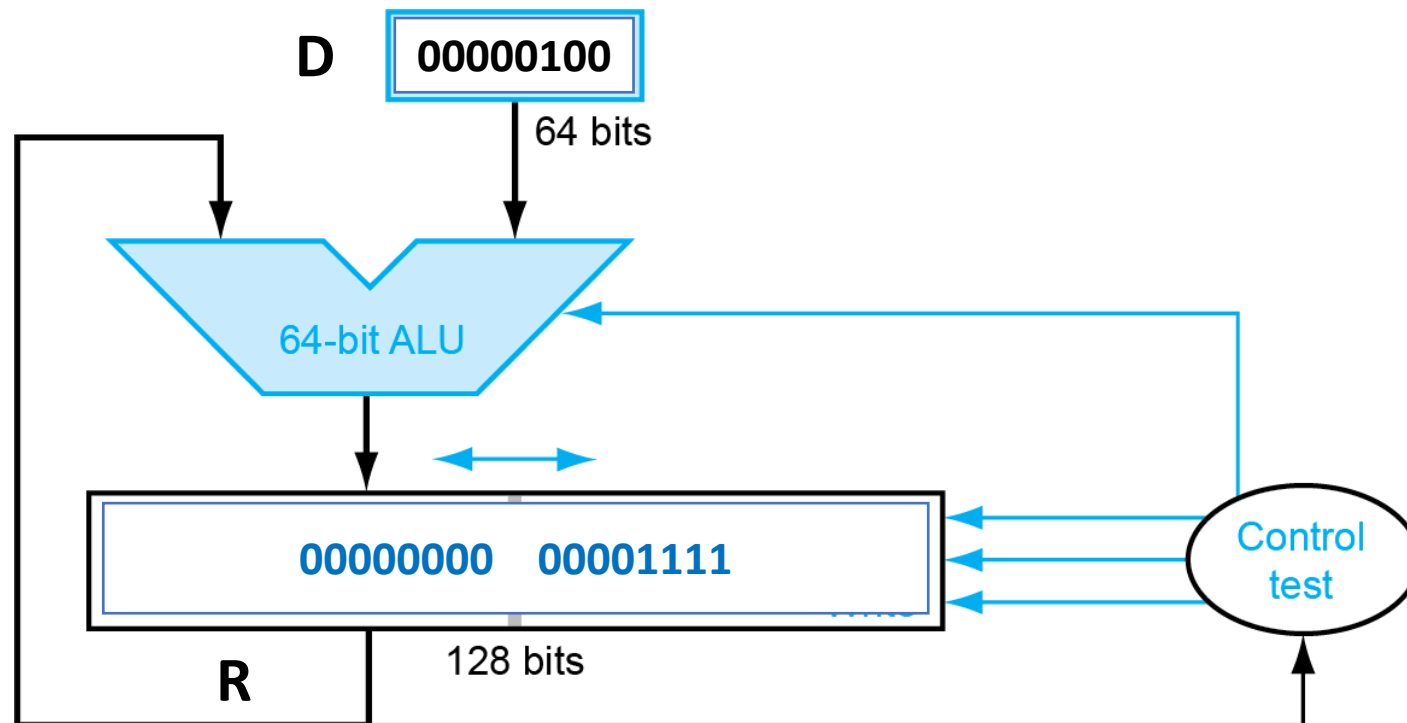 D
00000100
64 bits
64-bit ALU
00000000 00001111
Control
test
128 bits
R